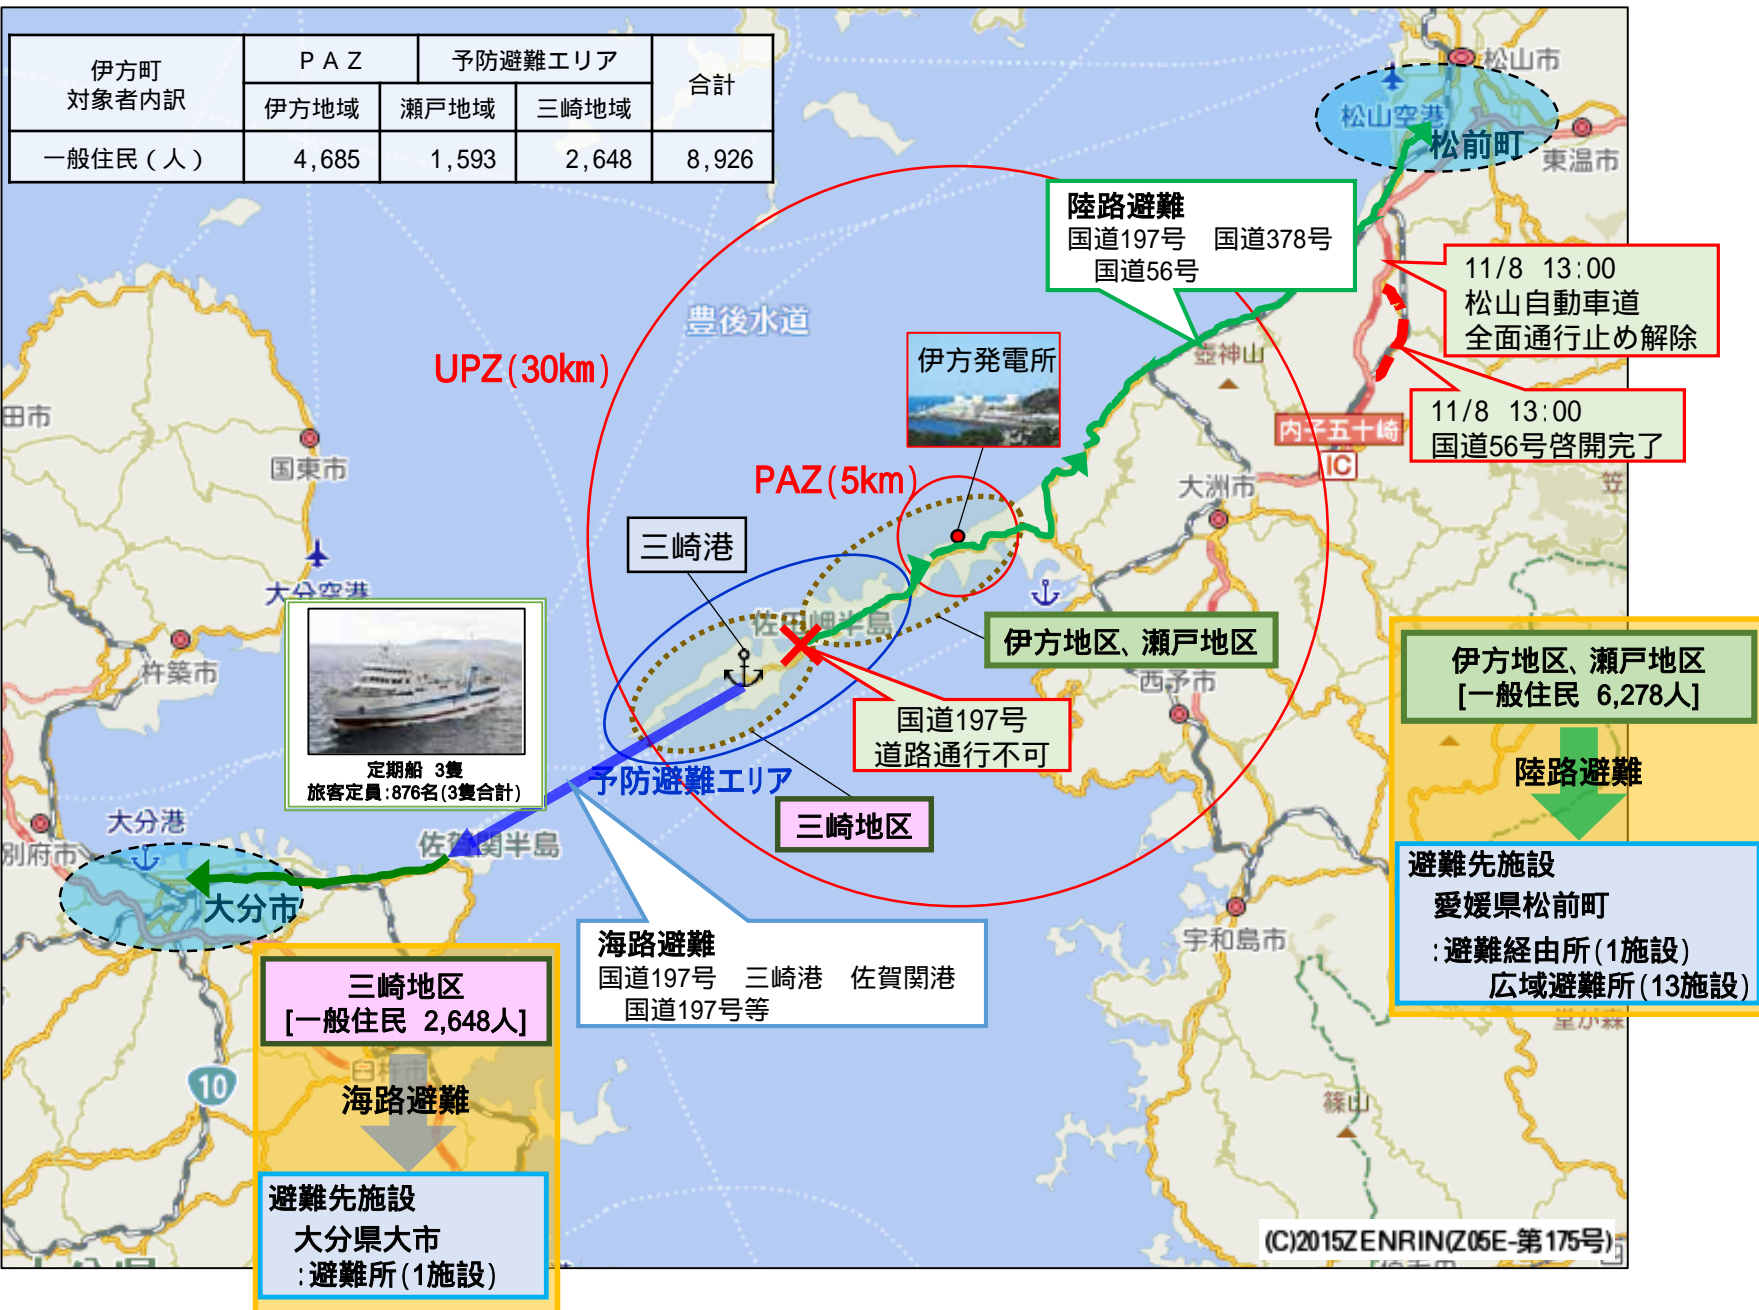 伊方町
対象者内訳
ＰＡＺ
予防避難エリア
合計
伊方地域
瀬戸地域
三崎地域
一般住民（人）
4,685
1,593
2,648
8,926
松山市
松山空港
松前町
東温市
陸路避難
国道197号　国道378号
国道56号
11/8　13:00
松山自動車道
全面通行止め解除
豊後水道
UPZ(30km)
伊方発電所
壺神山
11/8　13:00
国道56号啓開完了
内子五十崎
IC
田市
国東市
PAZ(5km)
大洲市
笠
三崎港
大分空港
佐田岬半島
伊方地区、瀬戸地区
杵築市
西予市
国道197号
道路通行不可
伊方地区、瀬戸地区
[一般住民 6,278人]
陸路避難
定期船 3隻
旅客定員:876名(3隻合計)
予防避難エリア
三崎地区
大分港
別府市
佐賀関半島
大分市
避難先施設
愛媛県松前町
:避難経由所(1施設)
広域避難所(13施設)
宇和島市
海路避難
国道197号　三崎港　佐賀関港
国道197号等
三崎地区
[一般住民 2,648人]
堂が森
臼杵市
10
海路避難
篠山
避難先施設
大分県大市
:避難所(1施設)
(C)2015ZENRIN(Z05E-第175号)